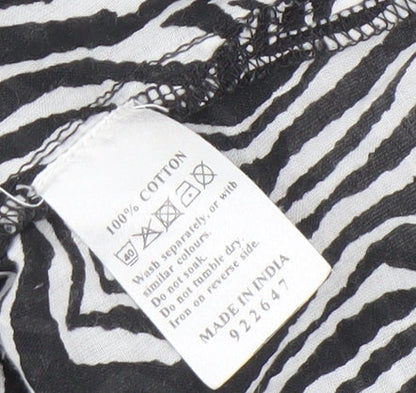 100% COTTON
40
Wash separately, or with
similar colours.
Do not soak.
Do not tumble dry.
Iron on reverse side.
MADE IN INDIA
922647